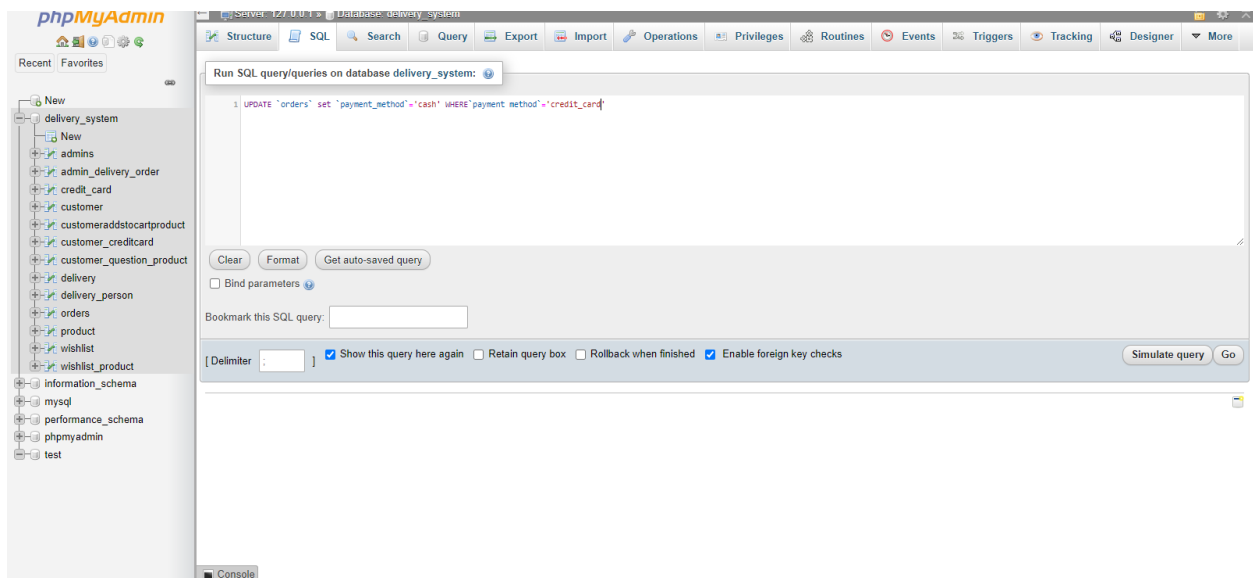 phpMyAdmin
Server: 127.0.0.1 » Database: delivery_system
Recent Favorites
New
delivery_system
New
admins
admin_delivery_order
credit_card
customer
customeraddstocartproduct
customer_creditcard
customer_question_product
delivery
delivery_person
orders
product
wishlist
wishlist_product
information_schema
mysql
performance_schema
phpmyadmin
test
Structure SQL Search Query Export Import Operations Privileges Routines Events Triggers Tracking Designer More
Run SQL query/queries on database delivery_system:
1 UPDATE `orders` set `payment_method`='cash' WHERE`payment method`='credit_card'
Clear Format Get auto-saved query
Bind parameters
Bookmark this SQL query:
[ Delimiter ; ] Show this query here again Retain query box Rollback when finished Enable foreign key checks Simulate query Go
Console